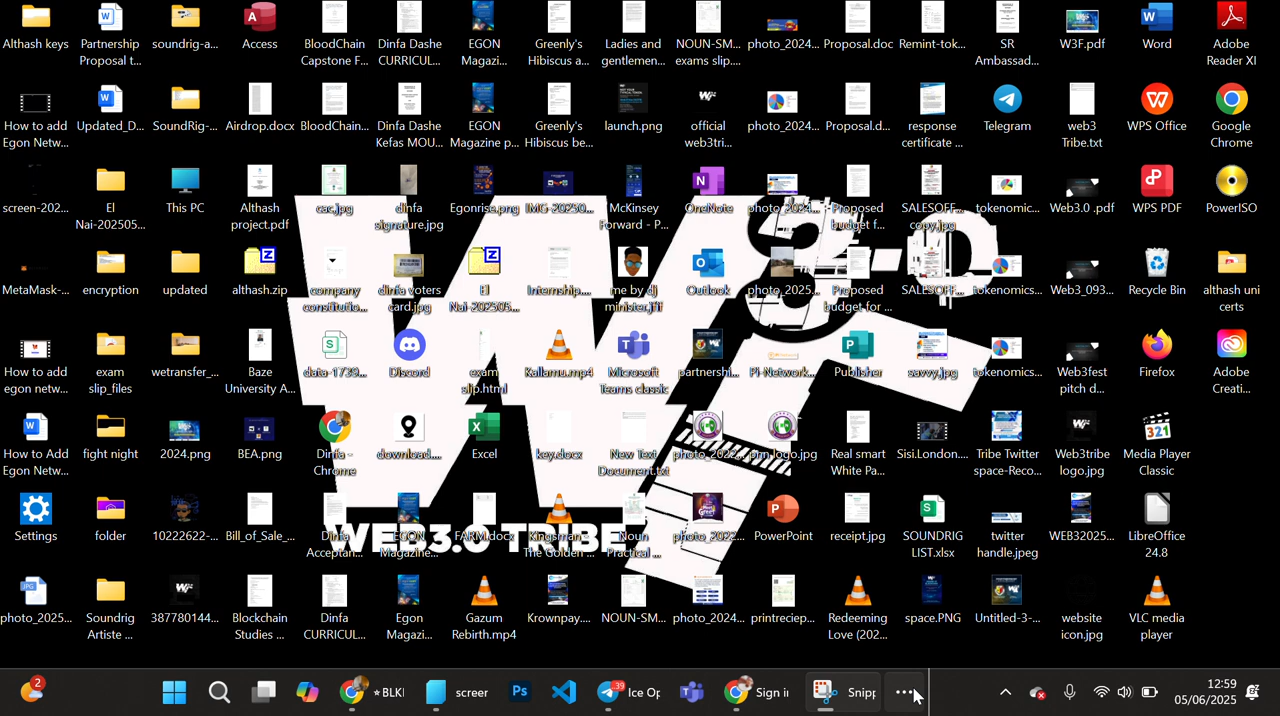 Althash Keys
Partnership
Proposal t...
soundrig-a...
Access
BloodChain
Capstone F...
Dinfa Dashe
CURRICUL...
EGON
Magazi...
Greenly's
Hibiscus a...
Ladies and
gentlemen...
NOUN-SM...
exams slip....
photo_2024...
Proposal.doc
Remint-tok...
SR
Ambassad...
W3F.pdf
Word
Adobe
Reader XI
How to add
Egon Netw...
Updated_D...
Sounrig-...
Airdrop.docx
BloodChain...
Dinfa Dashe
Kefas MOU...
EGON
Magazine p...
Greenly's
Hibiscus be...
launch.png
official
web3tri...
photo_2024...
Proposal.d...
response
certificate ...
Telegram
web3
Tribe.txt
WPS Office
Google
Chrome
screen-202...
El
Nai-202505...
This PC
Althash
project.pdf
cac.jpg
dinfa
signature.jpg
Egonrise.png
IMG-20250...
McKinsey
Forward - P...
OneNote
photo_2024...
Proposed
budget f...
SALESOFF...
copy.jpg
tokenomic...
Web3.0 .pdf
WPS PDF
PowerISO
MetaMask-...
encryption
updated
althash.zip
company
constitutio...
dinfa voters
card.jpg
El
Nai-202505...
Internship....
me by dj
minister.jfif
Outlook
photo_2025...
Proposed
budget for ...
SALESOFF...
tokenomic...
Web3_093...
Recycle Bin
althash uni
certs
How to add
egon netw...
exam
slip_files
wetransfer_...
Baze
University A...
data-1739...
Discord
exam
slip.html
Kallamu.mp4
Microsoft
Teams classic
partnershi...
Pi-Network...
Publisher
savvy.jpg
tokenomic...
Web3fest
pitch d...
Firefox
Adobe
Creati...
How to Add
Egon Netw...
fight night
2024.png
BEA.png
Dinfa -
Chrome
download....
Excel
key.docx
New Text
Document.txt
photo_2022...
pnn logo.jpg
Real smart
White Pa...
Sisi.London....
Tribe Twitter
space-Reco...
Web3tribe
logo.jpg
Media Player
Classic
Settings
folder
10222622-...
Bill_of_Sale_...
Dinfa
Acceptan...
EGON
Magazine...
FARM.docx
Kingsman -
The Golden ...
Noun
Practical ...
photo_2022...
PowerPoint
receipt.jpg
SOUNDRIG
LIST.xlsx
twitter
handle.jpeg
WEB32025...
LibreOffice
24.8
WEB3.0 TRIBE
photo_2025...
Soundrig
Artiste ...
387780144...
Blockchain
Studies ...
Dinfa
CURRICUL...
Egon
Magazi...
Gazum
Rebirth.mp4
Krownpay....
NOUN-SM...
photo_2024...
printreciep...
Redeeming
Love (202...
space.PNG
Untitled-3-...
website
icon.jpg
VLC media
player
2
★BLKI
screer
Ps
39
Ice Op
Sign i
Snipp
12:59
05/06/2025